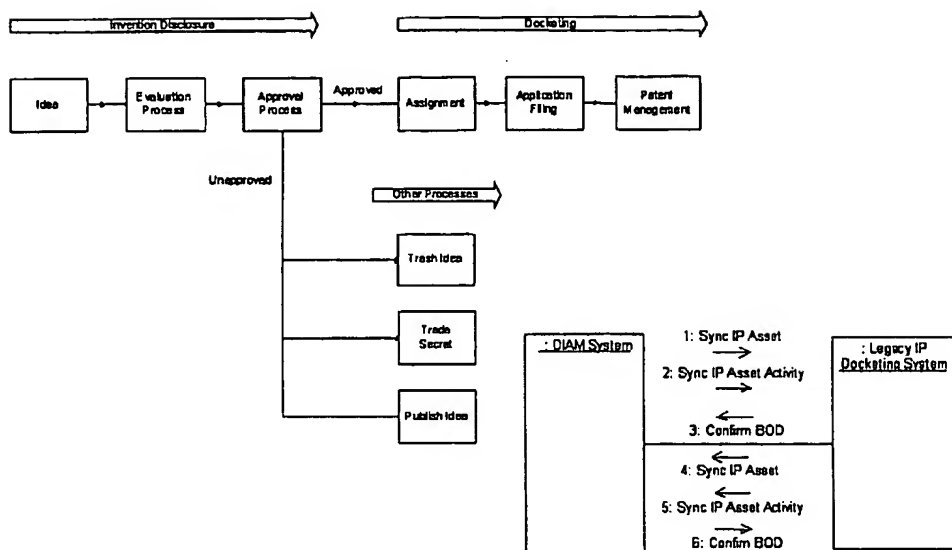 Invention Disclosure
Docketing
Idea
Evaluation
Process
Approval
Process
Approved
Assignment
Application
Filing
Patent
Management
Unapproved
Other Processes
Trash Idea
Trade
Secret
Publish Idea
: DIAM System
1: Sync IP Asset
2: Sync IP Asset Activity
3: Confirm BOD
4: Sync IP Asset
5: Sync IP Asset Activity
6: Confirm BOD
: Legacy IP
Docketing System